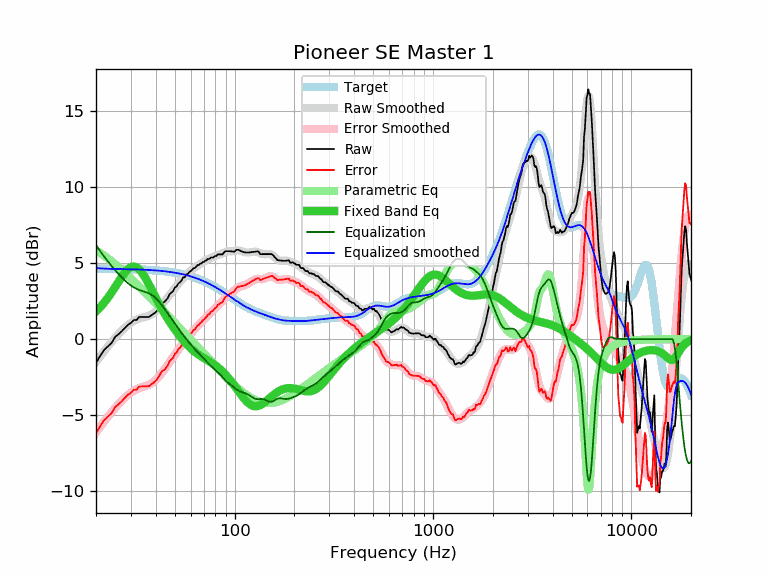 Pioneer SE Master 1
Target
Raw Smoothed
Error Smoothed
Raw
Error
Parametric Eq
Fixed Band Eq
Equalization
Equalized smoothed
Amplitude (dBr)
15
10
5
0
−5
−10
100
1000
10000
Frequency (Hz)